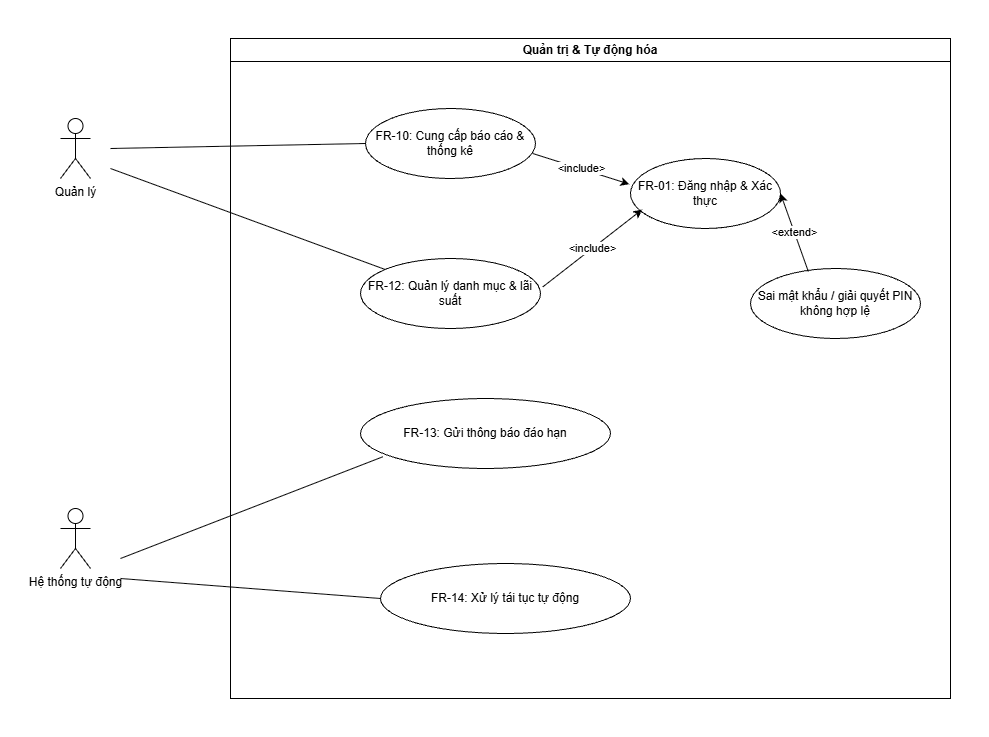 Quản trị & Tự động hóa
FR-10: Cung cấp báo cáo &
thống kê
<include>
FR-01: Đăng nhập & Xác
thực
Quản lý
<include>
<extend>
FR-12: Quản lý danh mục & lãi
suất
Sai mật khẩu / giải quyết PIN
không hợp lệ
FR-13: Gửi thông báo đáo hạn
Hệ thống tự động
FR-14: Xử lý tái tục tự động